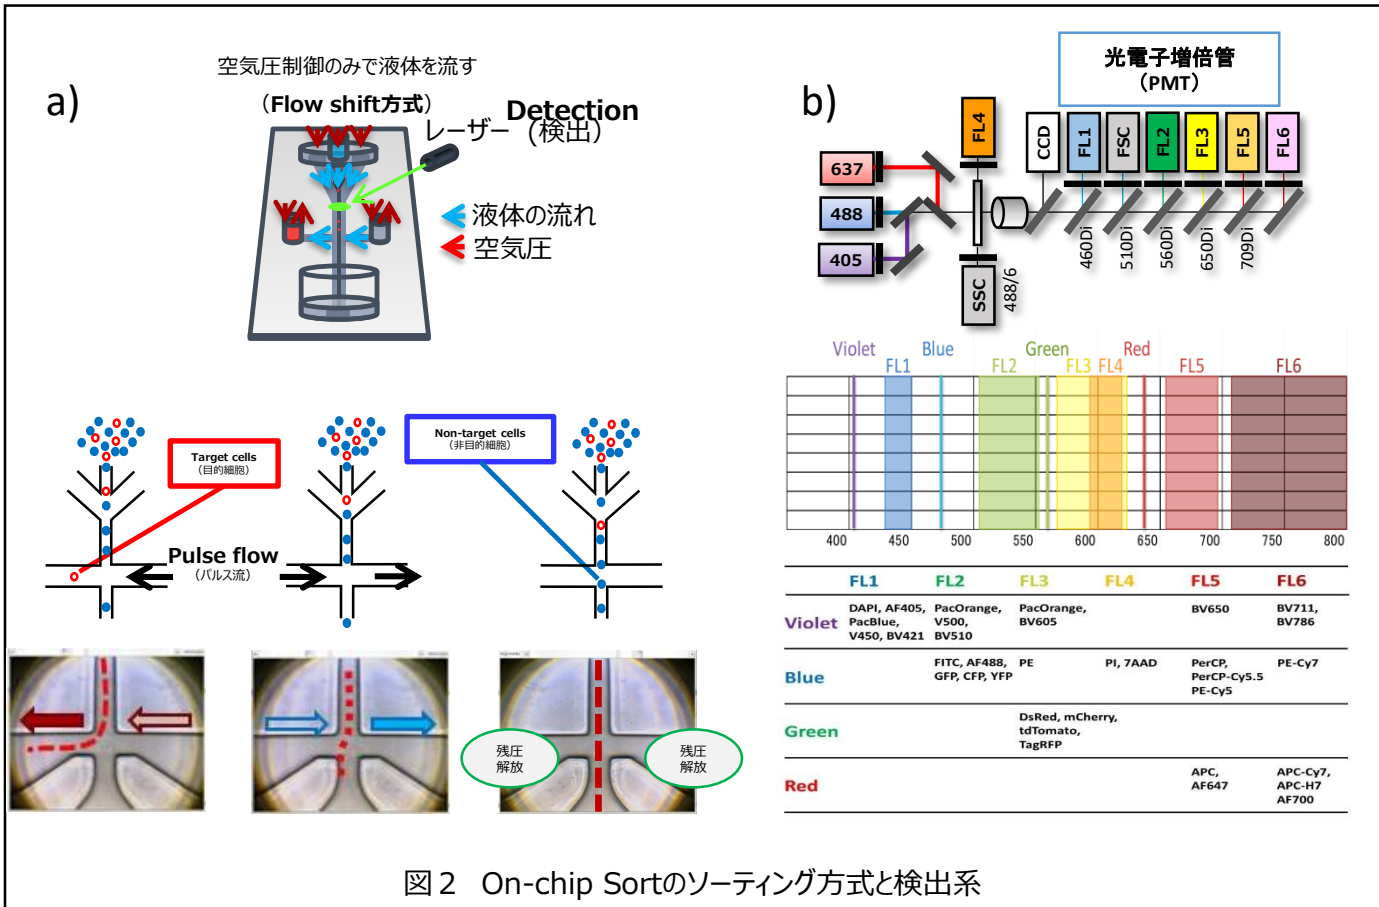 a)
空気圧制御のみで液体を流す
（Flow shift方式）
Detection
レーザー（検出）
液体の流れ
空気圧
Target cells
（目的細胞）
Non-target cells
（非目的細胞）
Pulse flow
（パルス流）
残圧
解放
残圧
解放
b)
光電子増倍管
（PMT）
637
488
405
FL4
SSC
488/6
CCD
FL1
FSC
FL2
FL3
FL5
FL6
460Di
510Di
560Di
650Di
709Di
Violet Blue Green Red
FL1 FL2 FL3 FL4 FL5 FL6
400 450 500 550 600 650 700 750 800
FL1 FL2 FL3 FL4 FL5 FL6
Violet
DAPI, AF405,
PacBlue,
V450, BV421
PacOrange,
V500,
BV510
PacOrange,
BV605
BV650
BV711,
BV786
Blue
FITC, AF488,
GFP, CFP, YFP
PE
PI, 7AAD
PerCP,
PerCP-Cy5.5
PE-Cy5
PE-Cy7
Green
DsRed, mCherry,
tdTomato,
TagRFP
Red
APC,
AF647
APC-Cy7,
APC-H7
AF700
図２ On-chip Sortのソーティング方式と検出系